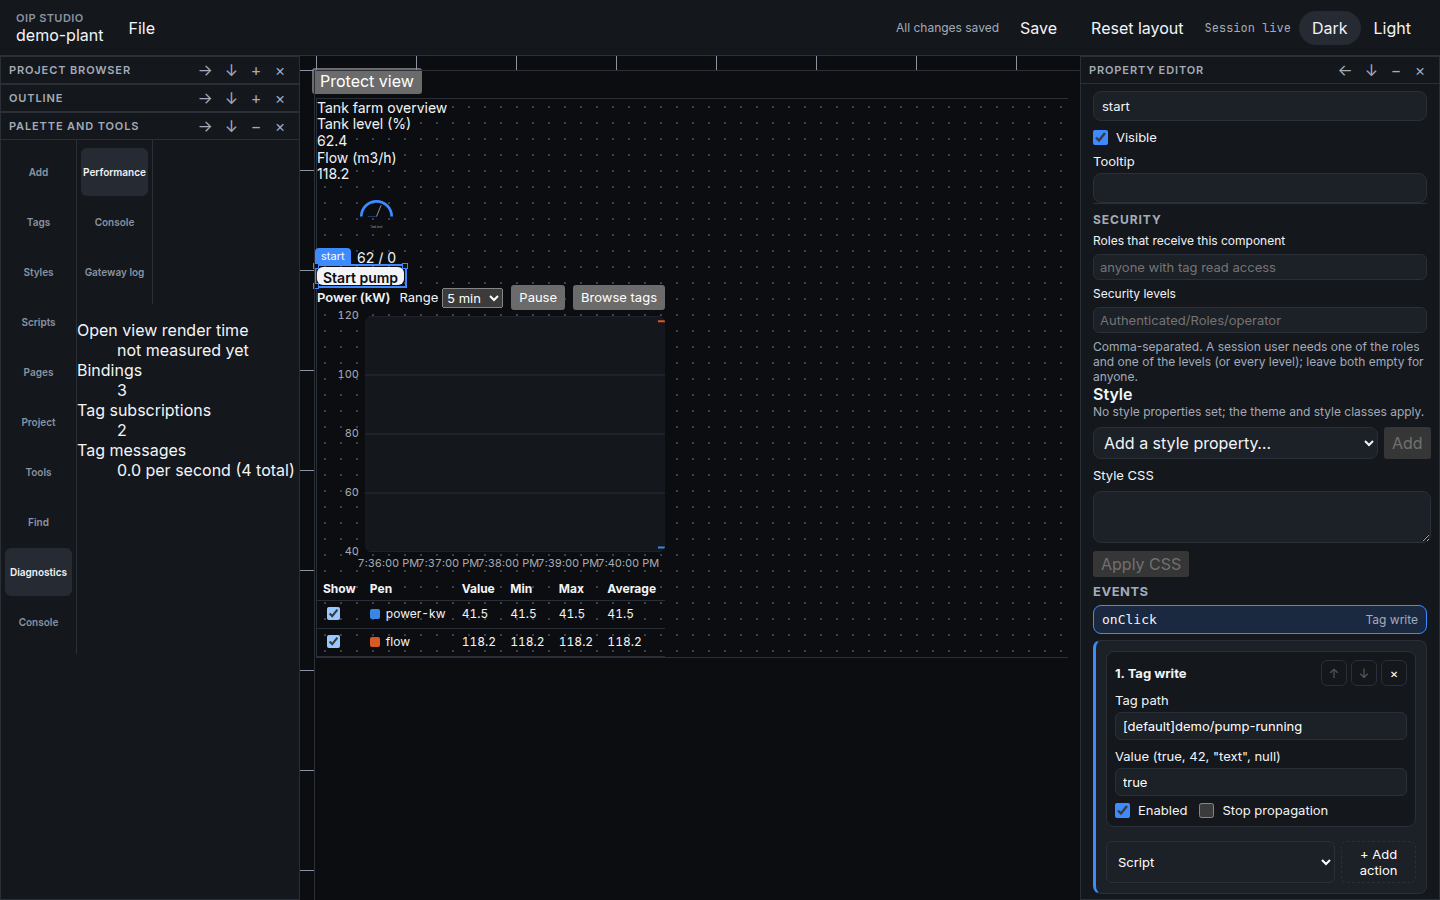 OIP STUDIO
demo-plant
File
All changes saved
Save
Reset layout
Session live
Dark
Light
PROJECT BROWSER
OUTLINE
PALETTE AND TOOLS
Add
Tags
Styles
Scripts
Pages
Project
Tools
Find
Diagnostics
Console
Performance
Console
Gateway log
Open view render time
not measured yet
Bindings
3
Tag subscriptions
2
Tag messages
0.0 per second (4 total)
Protect view
Tank farm overview
Tank level (%)
62.4
Flow (m3/h)
118.2
start
62 / 0
Start pump
Power (kW)
Range
5 min
Pause
Browse tags
120
100
80
60
40
7:36:00 PM
7:37:00 PM
7:38:00 PM
7:39:00 PM
7:40:00 PM
Show Pen Value Min Max Average
power-kw 41.5 41.5 41.5 41.5
flow 118.2 118.2 118.2 118.2
PROPERTY EDITOR
start
Visible
Tooltip
SECURITY
Roles that receive this component
anyone with tag read access
Security levels
Authenticated/Roles/operator
Comma-separated. A session user needs one of the roles
and one of the levels (or every level); leave both empty for
anyone.
Style
No style properties set; the theme and style classes apply.
Add a style property...
Add
Style CSS
Apply CSS
EVENTS
onClick
Tag write
1. Tag write
Tag path
[default]demo/pump-running
Value (true, 42, "text", null)
true
Enabled
Stop propagation
Script
+ Add
action